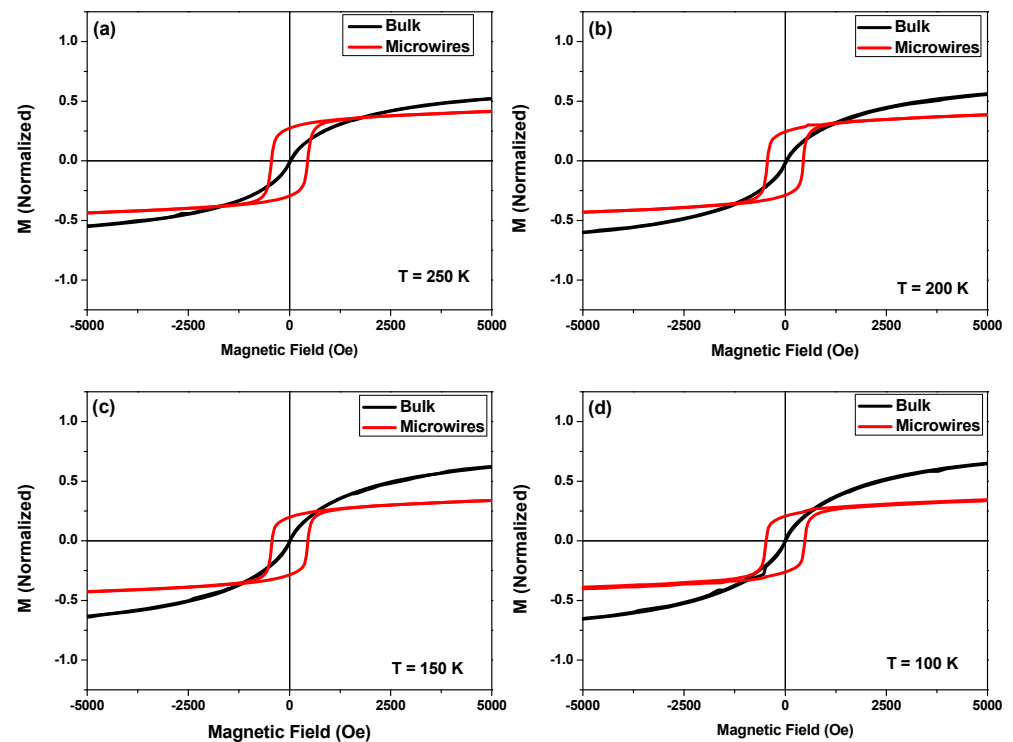 (a)
Bulk
Microwires
1.0
0.5
0.0
-0.5
-1.0
M (Normalized)
T = 250 K
-5000 -2500 0 2500 5000
Magnetic Field (Oe)
(b)
Bulk
Microwires
1.0
0.5
0.0
-0.5
-1.0
M (Normalized)
T = 200 K
-5000 -2500 0 2500 5000
Magnetic Field (Oe)
(c)
Bulk
Microwires
1.0
0.5
0.0
-0.5
-1.0
M (Normalized)
T = 150 K
-5000 -2500 0 2500 5000
Magnetic Field (Oe)
(d)
Bulk
Microwires
1.0
0.5
0.0
-0.5
-1.0
M (Normalized)
T = 100 K
-5000 -2500 0 2500 5000
Magnetic Field (Oe)